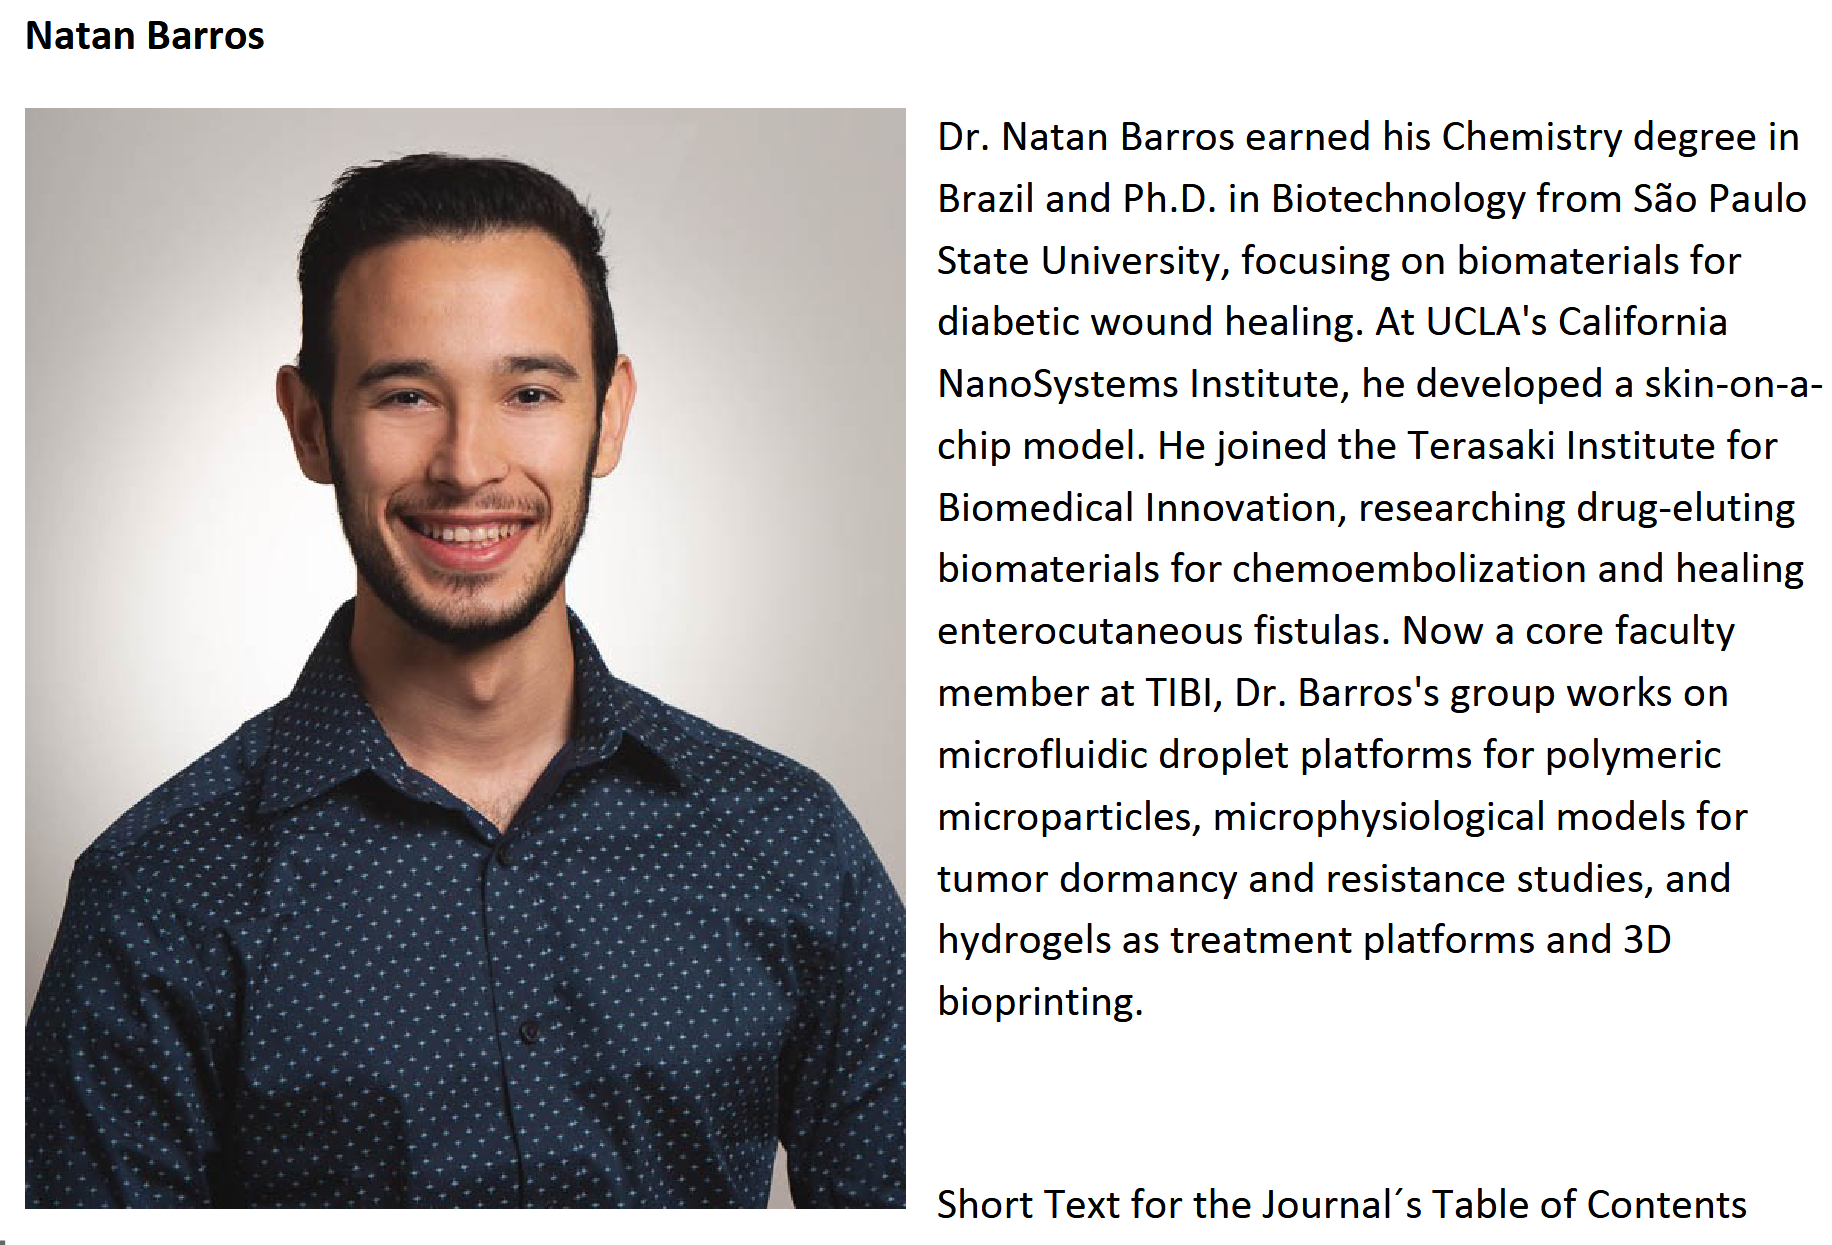 Natan Barros
Dr. Natan Barros earned his Chemistry degree in
Brazil and Ph.D. in Biotechnology from São Paulo
State University, focusing on biomaterials for
diabetic wound healing. At UCLA's California
NanoSystems Institute, he developed a skin-on-a-
chip model. He joined the Terasaki Institute for
Biomedical Innovation, researching drug-eluting
biomaterials for chemoembolization and healing
enterocutaneous fistulas. Now a core faculty
member at TIBI, Dr. Barros's group works on
microfluidic droplet platforms for polymeric
microparticles, microphysiological models for
tumor dormancy and resistance studies, and
hydrogels as treatment platforms and 3D
bioprinting.
Short Text for the Journal´s Table of Contents